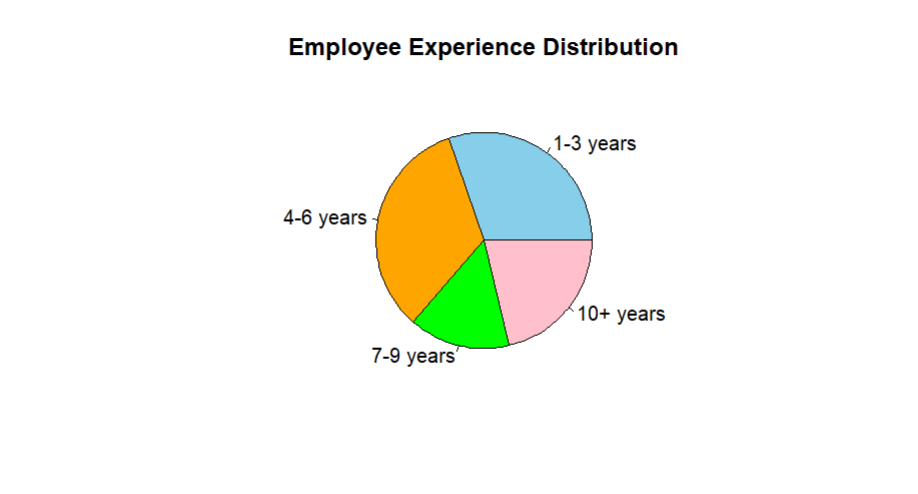 Employee Experience Distribution
1-3 years
4-6 years
10+ years
7-9 years